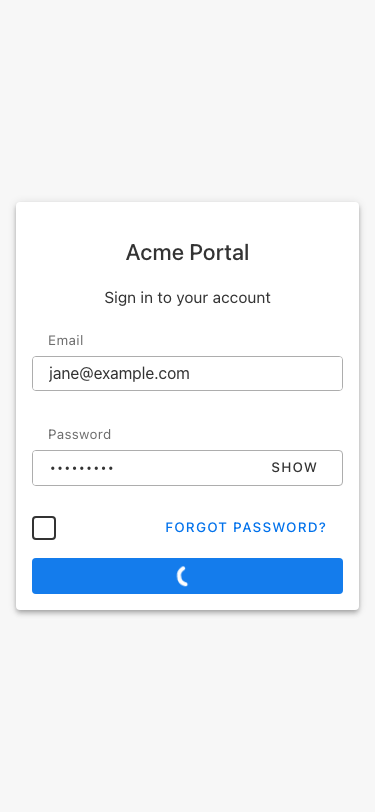 Acme Portal
Sign in to your account
Email
jane@example.com
Password
•••••••••
SHOW
FORGOT PASSWORD?